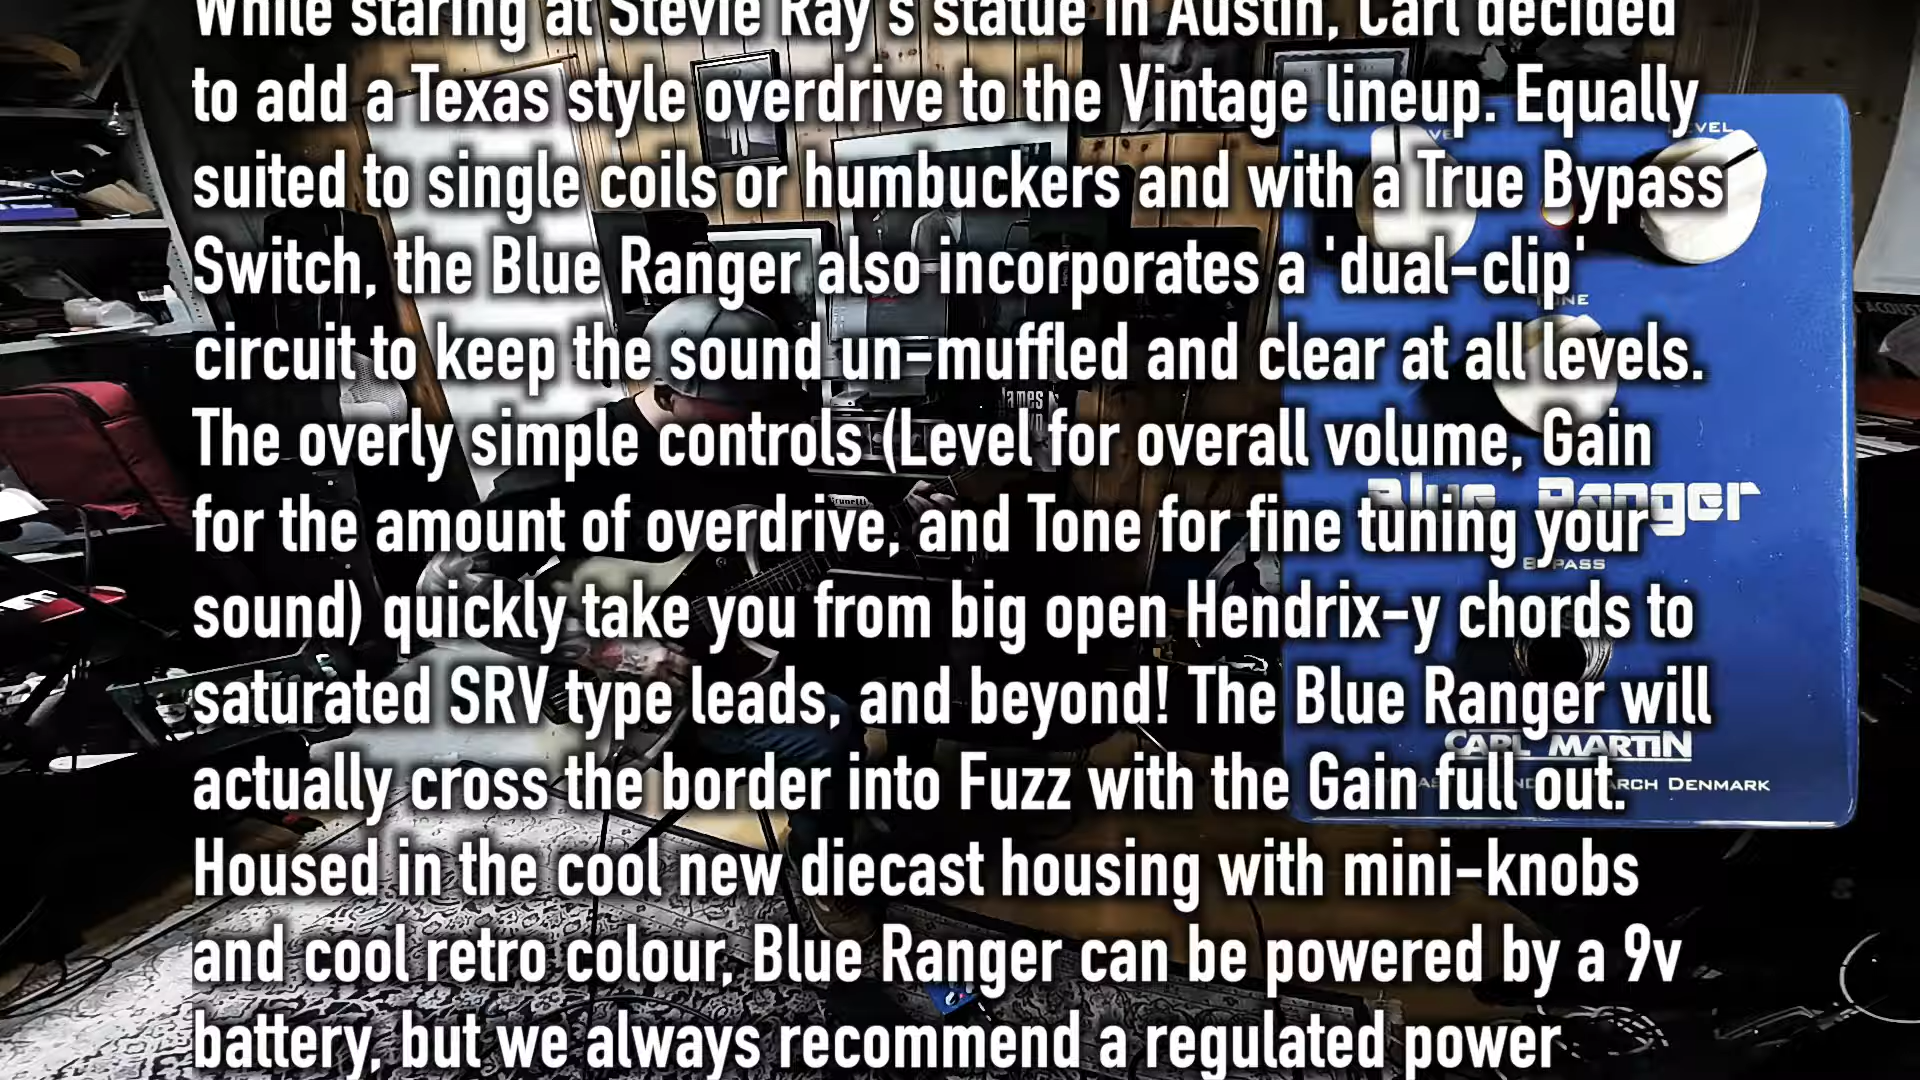 While staring at Stevie Ray's statue in Austin, Carl decided
to add a Texas style overdrive to the Vintage lineup. Equally
suited to single coils or humbuckers and with a True Bypass
Switch, the Blue Ranger also incorporates a 'dual-clip'
circuit to keep the sound un-muffled and clear at all levels.
The overly simple controls (Level for overall volume, Gain
for the amount of overdrive, and Tone for fine tuning your
sound) quickly take you from big open Hendrix-y chords to
saturated SRV type leads, and beyond! The Blue Ranger will
actually cross the border into Fuzz with the Gain full out.
Housed in the cool new diecast housing with mini-knobs
and cool retro colour, Blue Ranger can be powered by a 9v
battery, but we always recommend a regulated power
Blue Ranger
BYPASS
CARL MARTIN
DENMARK
James